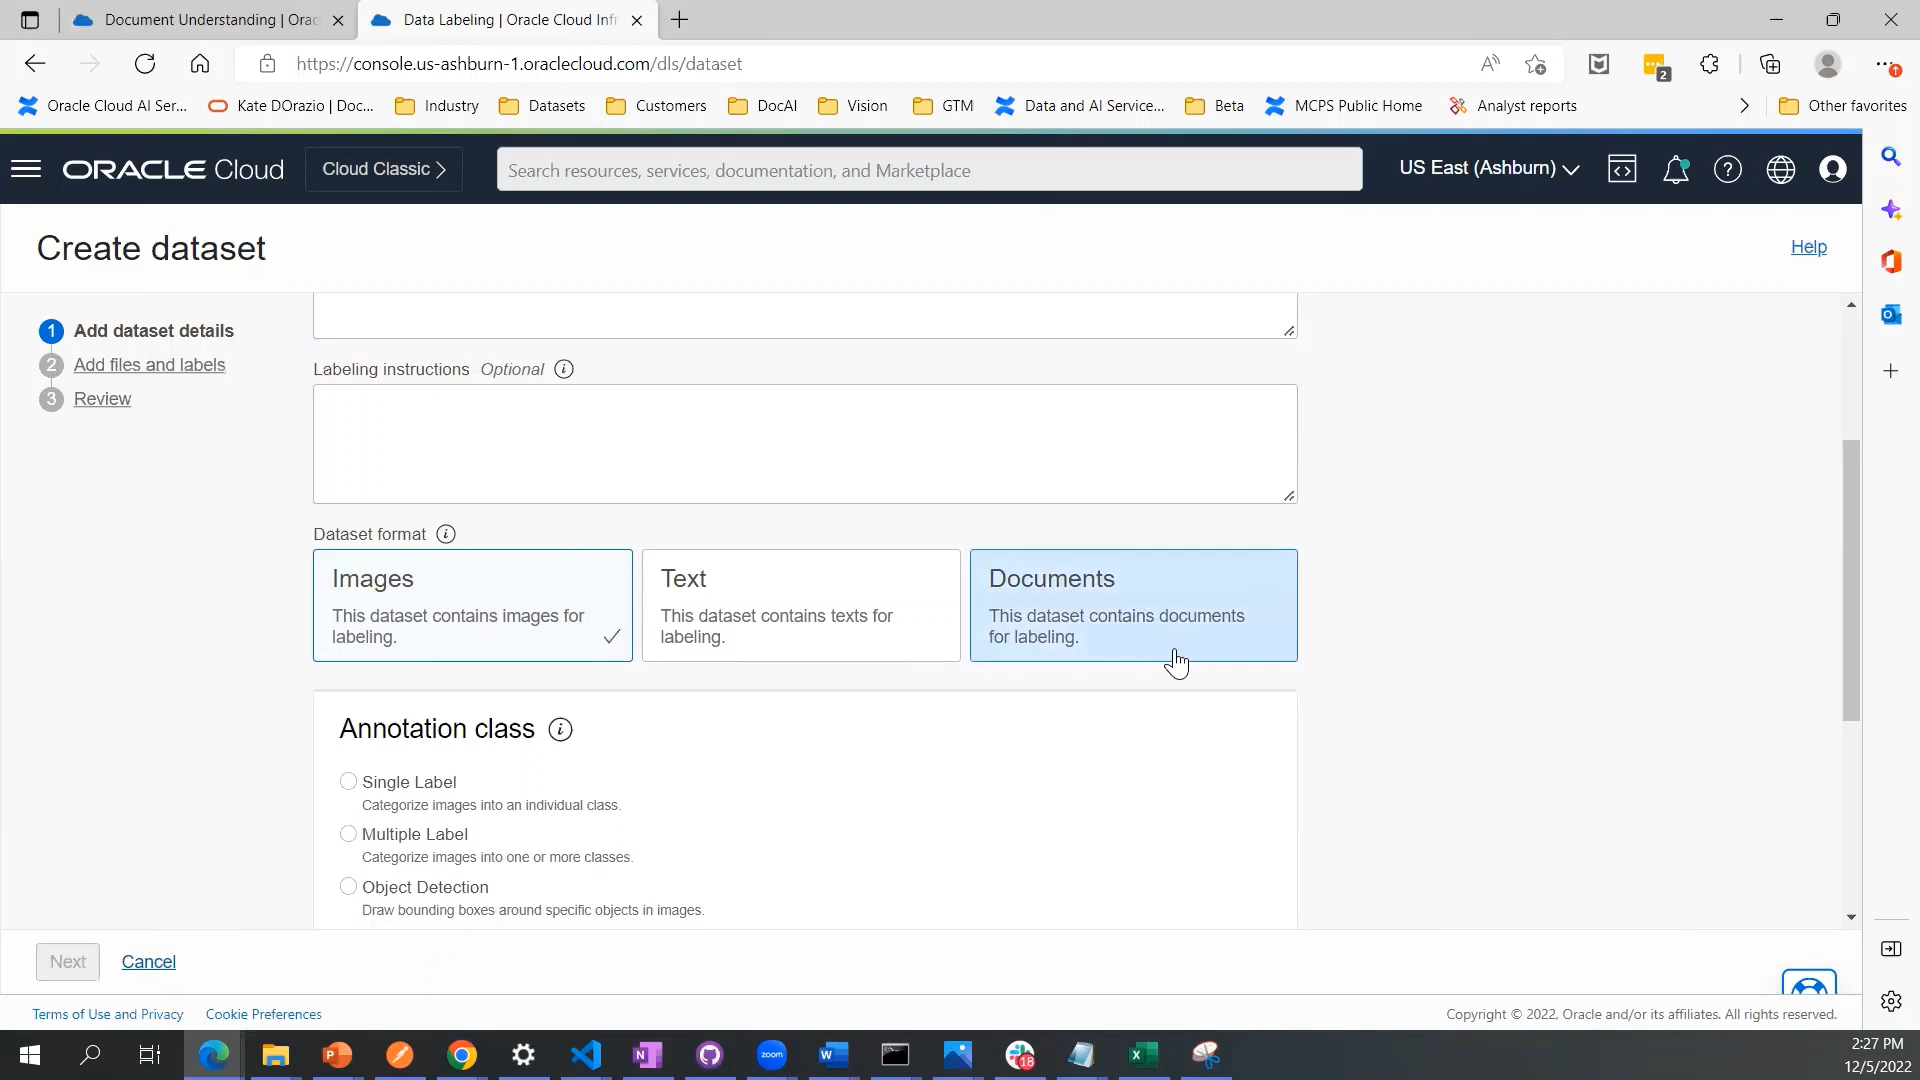 Document Understanding | Orac
Data Labeling | Oracle Cloud Infr
https://console.us-ashburn-1.oraclecloud.com/dls/dataset
2
Oracle Cloud AI Ser...
Kate DOrazio | Doc...
Industry
Datasets
Customers
DocAI
Vision
GTM
Data and AI Service...
Beta
MCPS Public Home
Analyst reports
Other favorites
ORACLE Cloud
Cloud Classic
Search resources, services, documentation, and Marketplace
US East (Ashburn)
Create dataset
Help
1 Add dataset details
2 Add files and labels
3 Review
Labeling instructions Optional
Dataset format
Images
This dataset contains images for
labeling.
Text
This dataset contains texts for
labeling.
Documents
This dataset contains documents
for labeling.
Annotation class
Single Label
Categorize images into an individual class.
Multiple Label
Categorize images into one or more classes.
Object Detection
Draw bounding boxes around specific objects in images.
Next
Cancel
Terms of Use and Privacy
Cookie Preferences
Copyright © 2022, Oracle and/or its affiliates. All rights reserved.
zoom
18
2:27 PM
12/5/2022